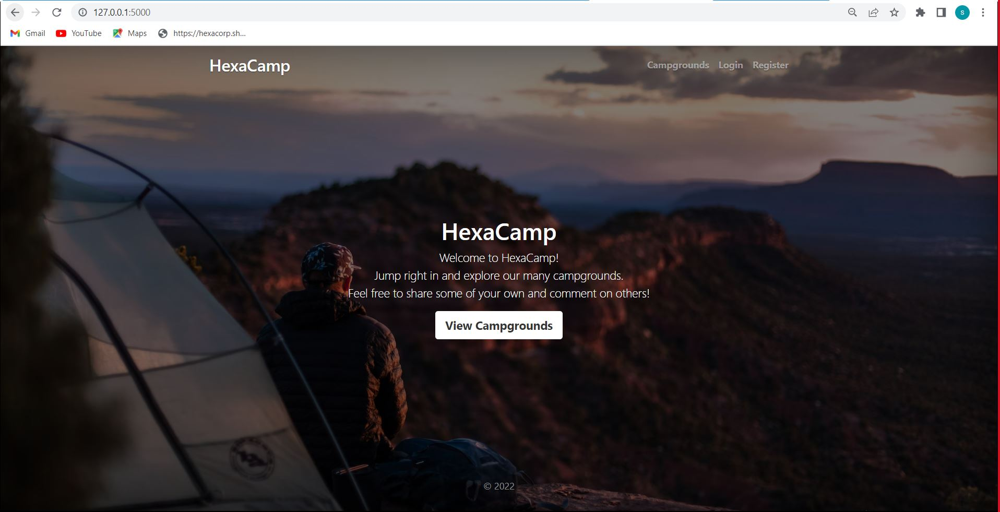 127.0.0.1:5000
s
Gmail YouTube Maps https://hexacorp.sh...
HexaCamp
Campgrounds Login Register
HexaCamp
Welcome to HexaCamp!
Jump right in and explore our many campgrounds.
Feel free to share some of your own and comment on others!
View Campgrounds
© 2022